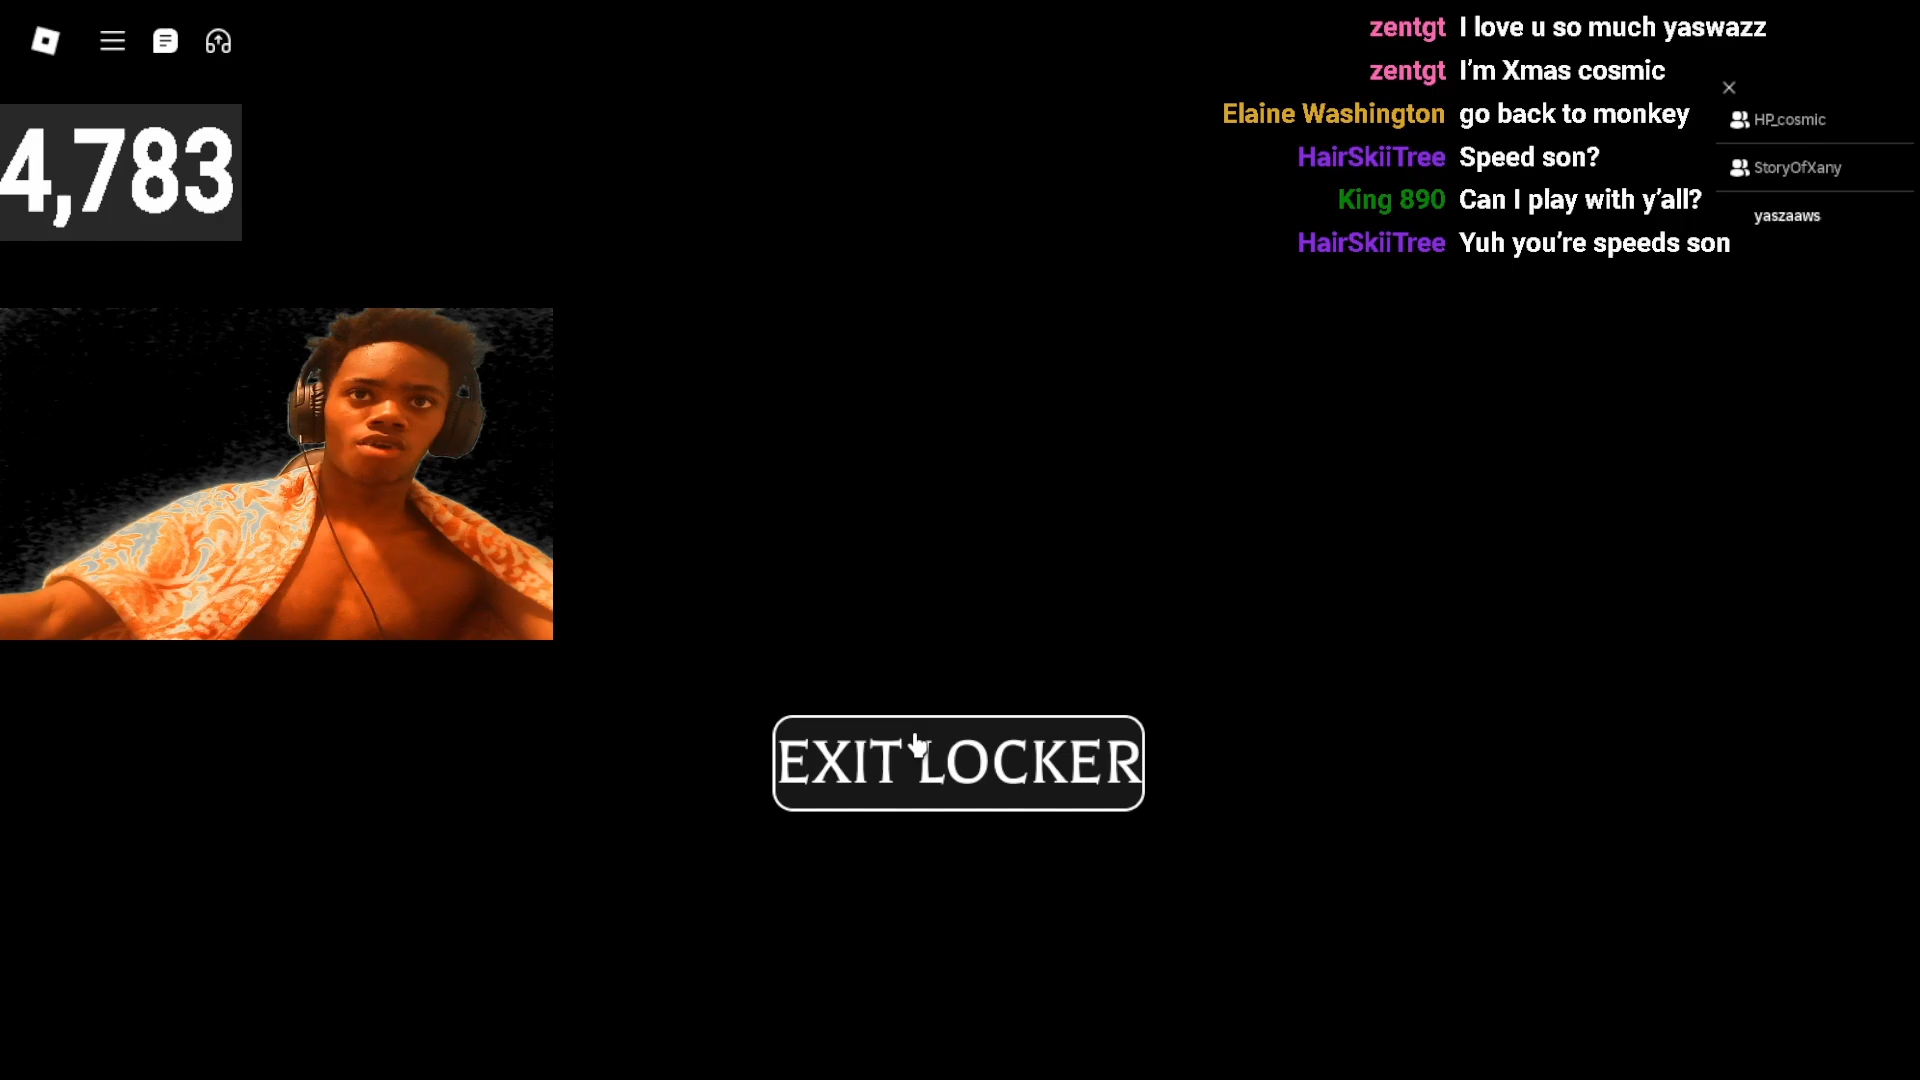 zentgt I love u so much yaswazz
zentgt I’m Xmas cosmic
Elaine Washington go back to monkey
HP_cosmic
HairSkiiTree Speed son?
StoryOfXany
King 890 Can I play with y’all?
yaszaaws
HairSkiiTree Yuh you’re speeds son
4,783
EXIT LOCKER